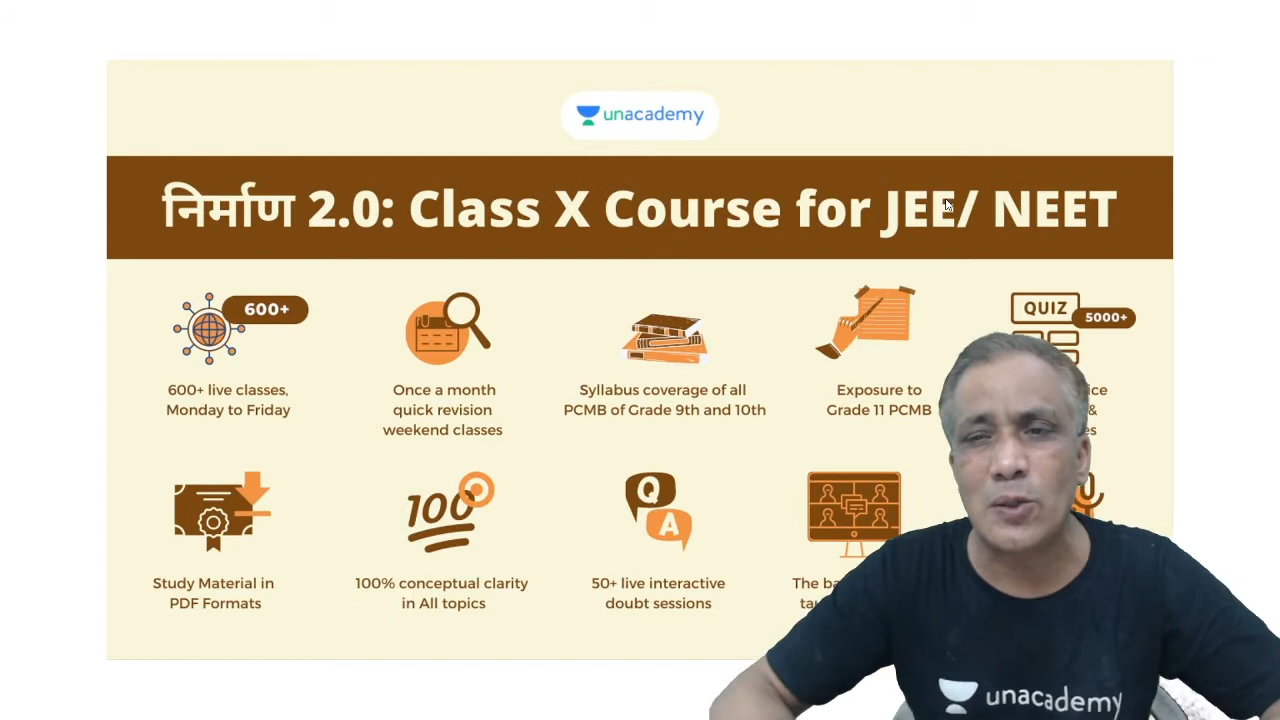 unacademy
निर्माण 2.0: Class X Course for JEE/ NEET
600+
600+ live classes,
Monday to Friday
Once a month
quick revision
weekend classes
Syllabus coverage of all
PCMB of Grade 9th and 10th
Exposure to
Grade 11 PCMB
QUIZ
5000+
&
Study Material in
PDF Formats
100
100% conceptual clarity
in All topics
Q
A
50+ live interactive
doubt sessions
The
unacademy